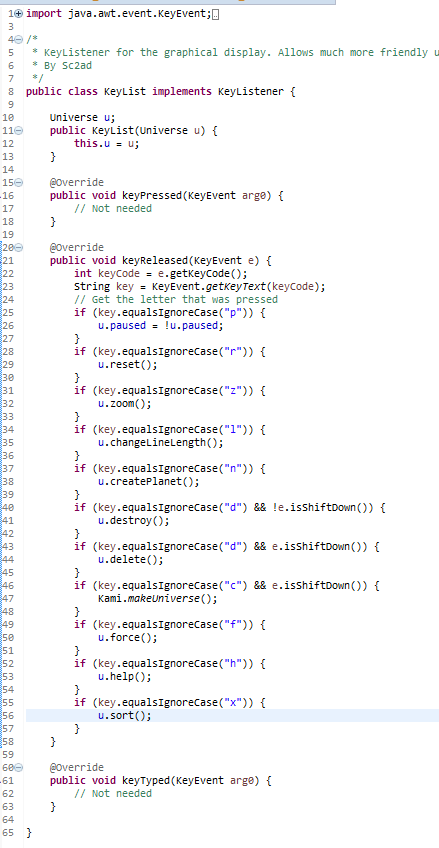 1 import java.awt.event.KeyEvent;
3
4 /*
5  * KeyListener for the graphical display. Allows much more friendly u
6  * By Sc2ad
7  */
8 public class KeyList implements KeyListener {
9
10     Universe u;
11     public KeyList(Universe u) {
12         this.u = u;
13     }
14
15     @Override
16     public void keyPressed(KeyEvent arg0) {
17         // Not needed
18     }
19
20     @Override
21     public void keyReleased(KeyEvent e) {
22         int keyCode = e.getKeyCode();
23         String key = KeyEvent.getKeyText(keyCode);
24         // Get the letter that was pressed
25         if (key.equalsIgnoreCase("p")) {
26             u.paused = !u.paused;
27         }
28         if (key.equalsIgnoreCase("r")) {
29             u.reset();
30         }
31         if (key.equalsIgnoreCase("z")) {
32             u.zoom();
33         }
34         if (key.equalsIgnoreCase("l")) {
35             u.changeLineLength();
36         }
37         if (key.equalsIgnoreCase("n")) {
38             u.createPlanet();
39         }
40         if (key.equalsIgnoreCase("d") && !e.isShiftDown()) {
41             u.destroy();
42         }
43         if (key.equalsIgnoreCase("d") && e.isShiftDown()) {
44             u.delete();
45         }
46         if (key.equalsIgnoreCase("c") && e.isShiftDown()) {
47             Kami.makeUniverse();
48         }
49         if (key.equalsIgnoreCase("f")) {
50             u.force();
51         }
52         if (key.equalsIgnoreCase("h")) {
53             u.help();
54         }
55         if (key.equalsIgnoreCase("x")) {
56             u.sort();
57         }
58     }
59
60     @Override
61     public void keyTyped(KeyEvent arg0) {
62         // Not needed
63     }
64
65 }